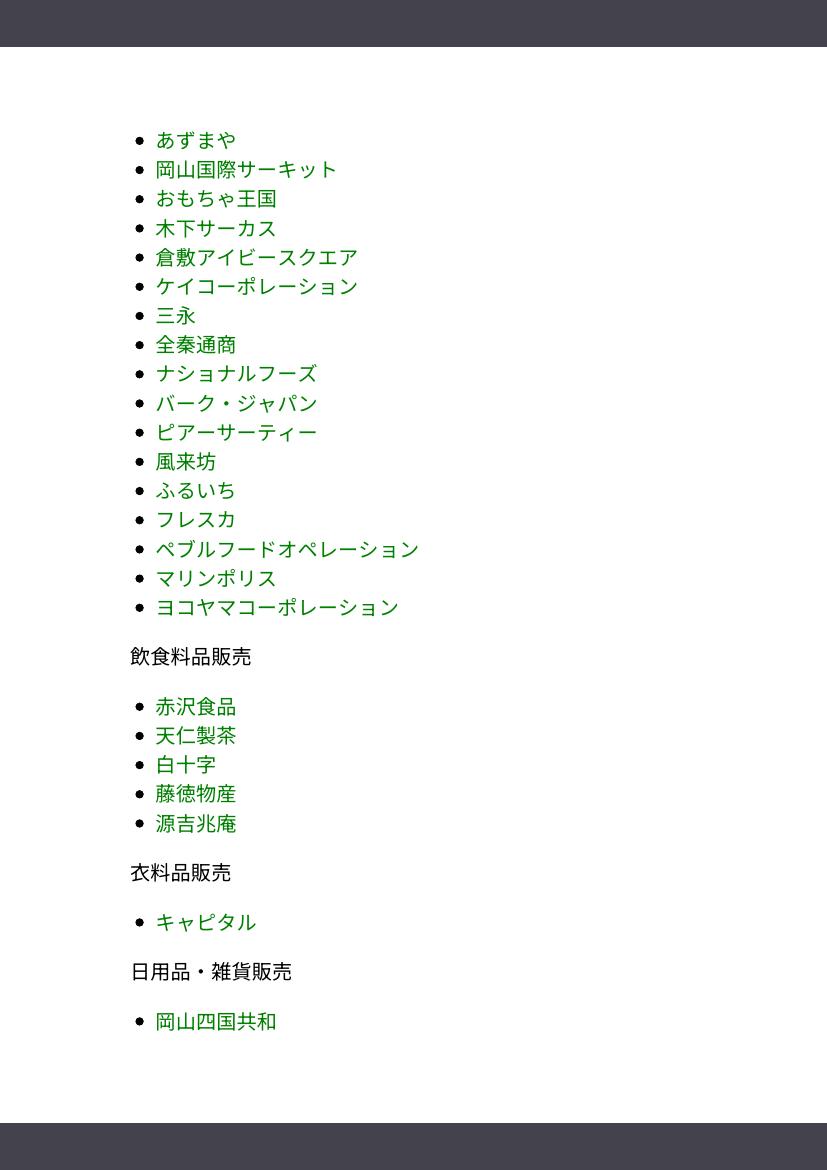 あずまや
岡山国際サーキット
おもちゃ王国
木下サーカス
倉敷アイビースクエア
ケイコーポレーション
三永
全秦通商
ナショナルフーズ
バーク・ジャパン
ピアーサーティー
風来坊
ふるいち
フレスカ
ペブルフードオペレーション
マリンポリス
ヨコヤマコーポレーション
飲食料品販売
赤沢食品
天仁製茶
白十字
藤徳物産
源吉兆庵
衣料品販売
キャピタル
日用品・雑貨販売
岡山四国共和